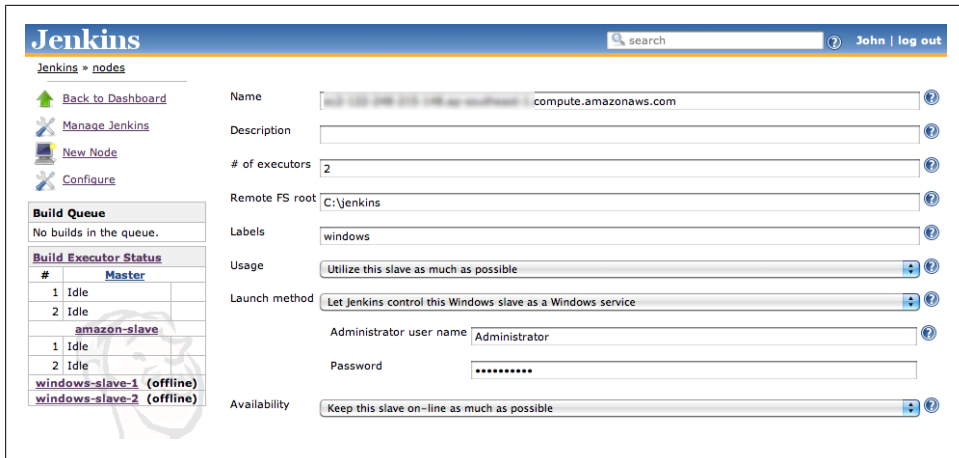 Jenkins
search
John | log out
Jenkins » nodes
Back to Dashboard
Manage Jenkins
New Node
Configure
Build Queue
No builds in the queue.
Build Executor Status
# Master
1 Idle
2 Idle
amazon-slave
1 Idle
2 Idle
windows-slave-1 (offline)
windows-slave-2 (offline)
Name compute.amazonaws.com
Description
# of executors 2
Remote FS root C:\jenkins
Labels windows
Usage Utilize this slave as much as possible
Launch method Let Jenkins control this Windows slave as a Windows service
Administrator user name Administrator
Password ••••••••••
Availability Keep this slave on-line as much as possible